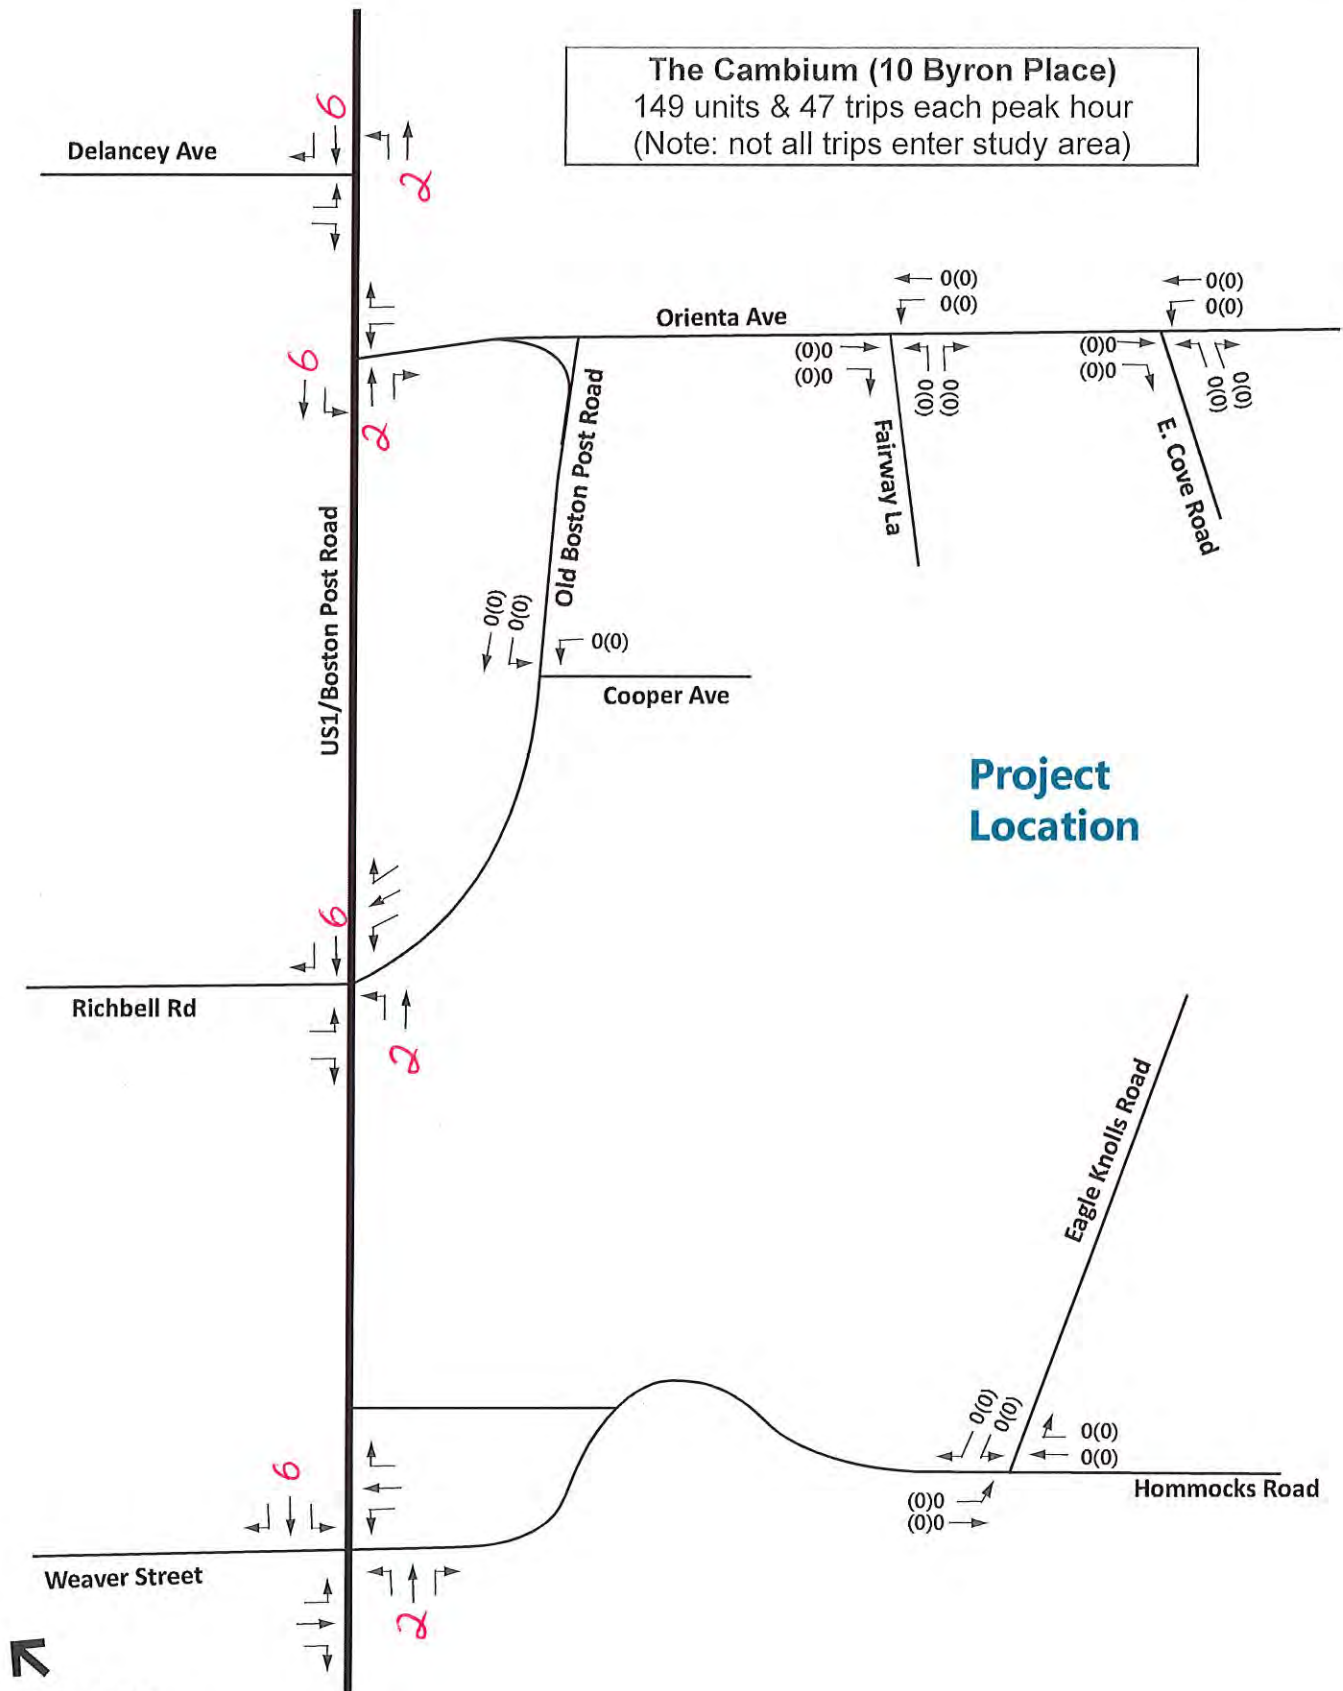 The Cambium (10 Byron Place)
149 units & 47 trips each peak hour
(Note: not all trips enter study area)
6
Delancey Ave
2
0(0)
0(0)
0(0)
0(0)
Orienta Ave
(0)0
(0)0
0(0)
0(0)
(0)0
(0)0
0(0)
0(0)
6
2
Old Boston Post Road
Fairway La
E. Cove Road
US1/Boston Post Road
0(0)
0(0)
0(0)
Cooper Ave
Project
Location
6
Richbell Rd
2
Eagle Knolls Road
0(0)
0(0)
0(0)
0(0)
6
Hommocks Road
(0)0
(0)0
Weaver Street
2